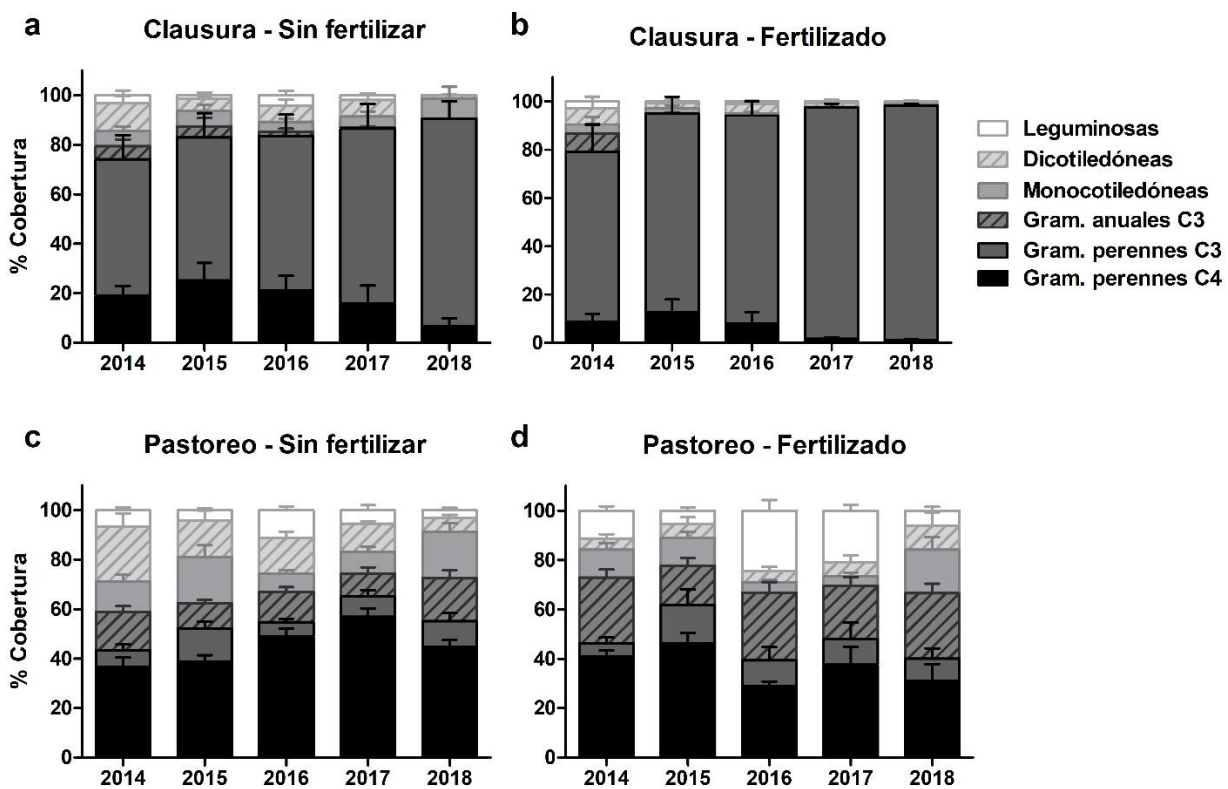 a
Clausura - Sin fertilizar
% Cobertura
100
80
60
40
20
0
2014 2015 2016 2017 2018
b
Clausura - Fertilizado
100
80
60
40
20
0
2014 2015 2016 2017 2018
Leguminosas
Dicotiledóneas
Monocotiledóneas
Gram. anuales C3
Gram. perennes C3
Gram. perennes C4
c
Pastoreo - Sin fertilizar
% Cobertura
100
80
60
40
20
0
2014 2015 2016 2017 2018
d
Pastoreo - Fertilizado
100
80
60
40
20
0
2014 2015 2016 2017 2018